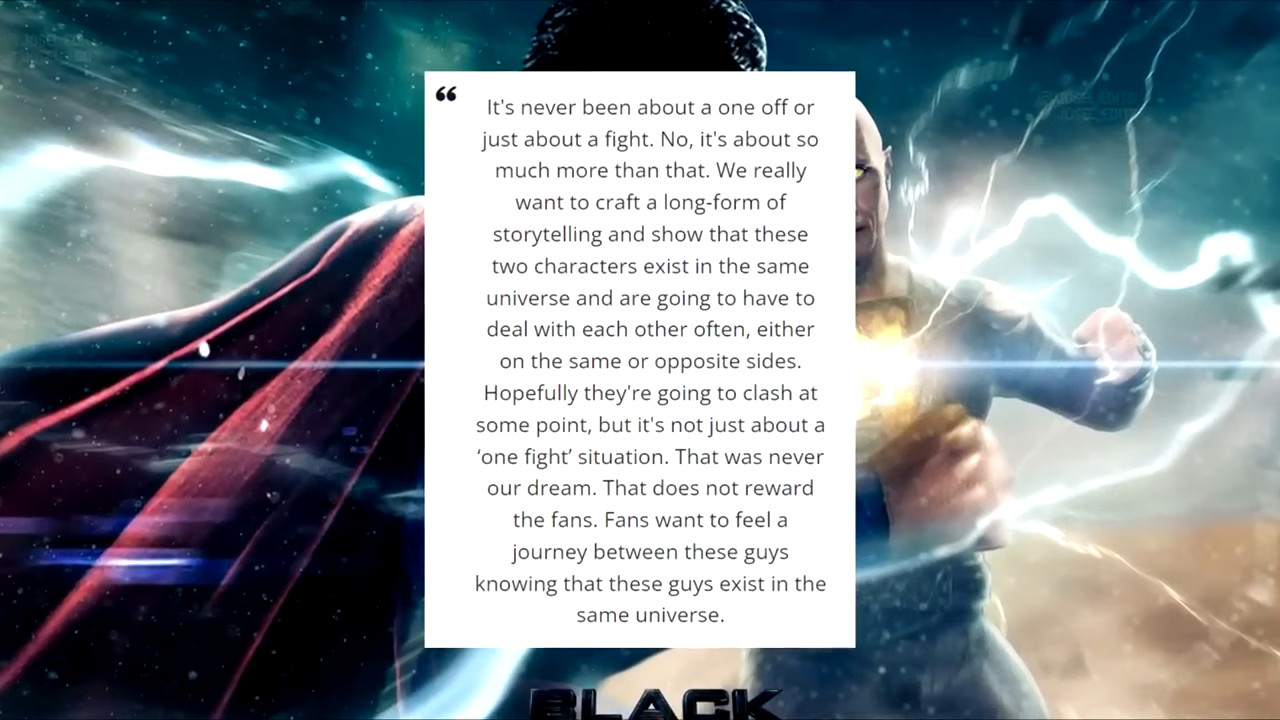 “
It's never been about a one off or
just about a fight. No, it's about so
much more than that. We really
want to craft a long-form of
storytelling and show that these
two characters exist in the same
universe and are going to have to
deal with each other often, either
on the same or opposite sides.
Hopefully they're going to clash at
some point, but it's not just about a
‘one fight’ situation. That was never
our dream. That does not reward
the fans. Fans want to feel a
journey between these guys
knowing that these guys exist in the
same universe.
BLACK